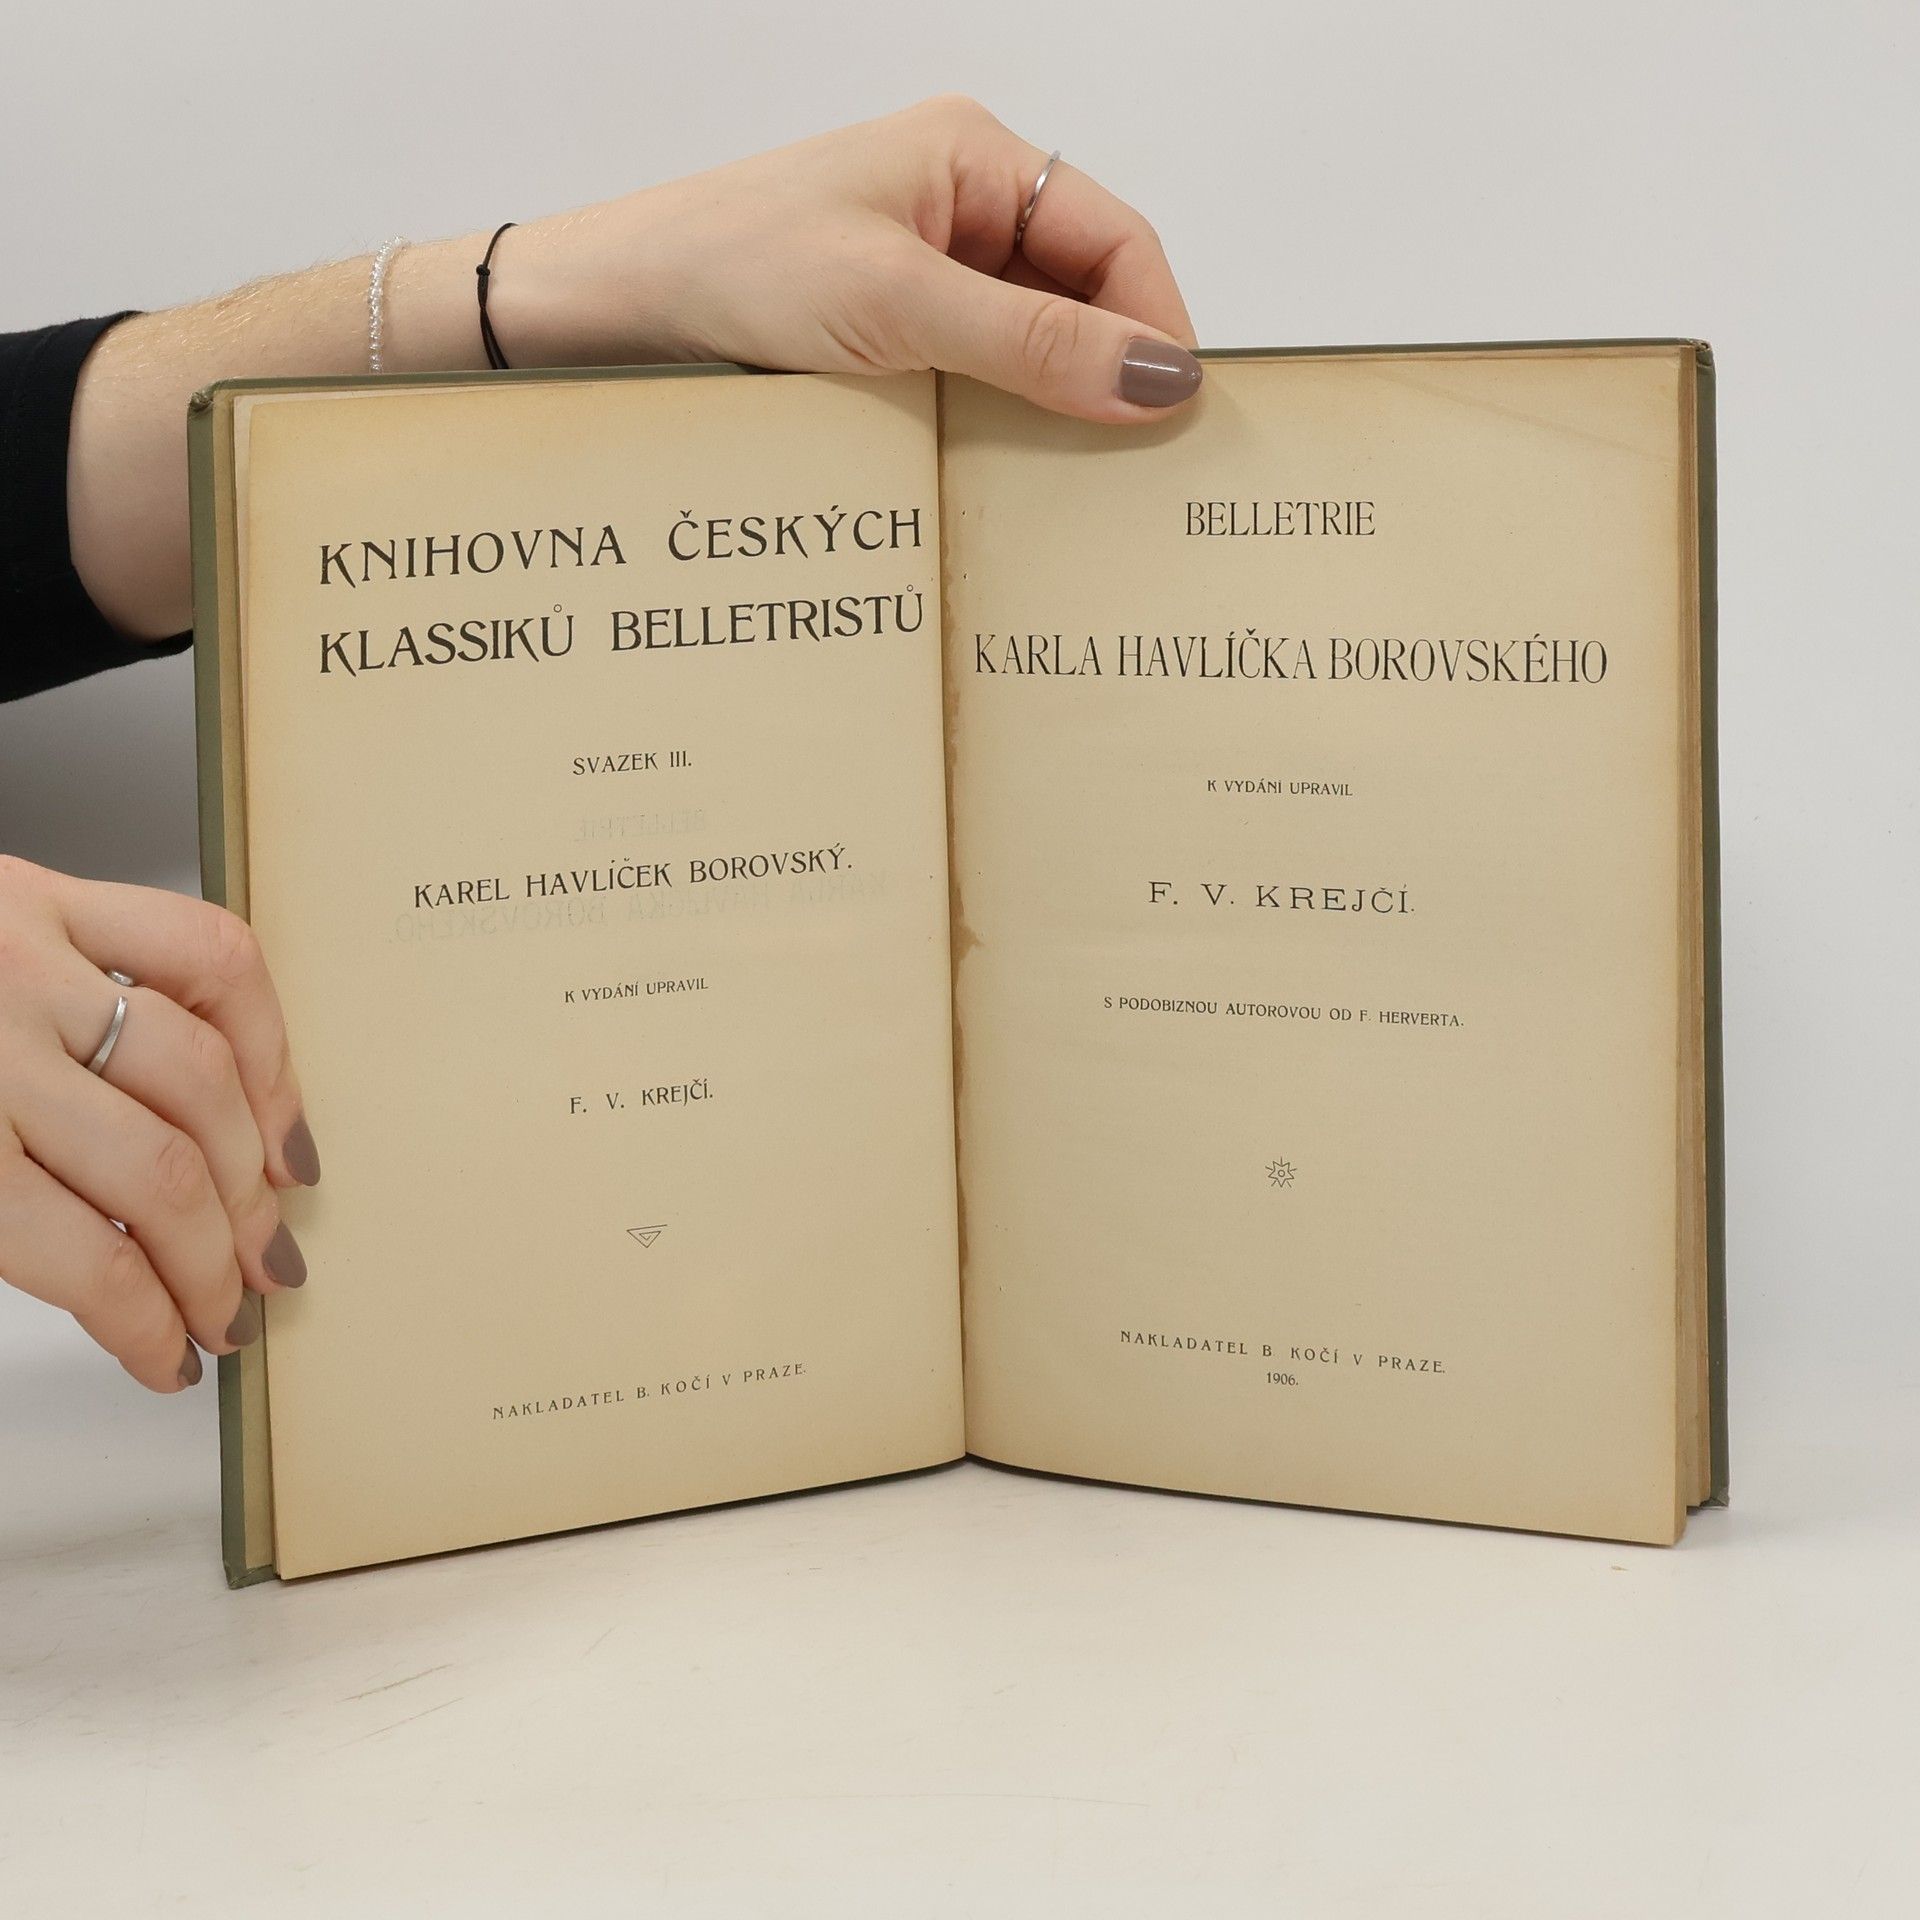 KNIHOVNA ČESKÝCH
KLASSIKŮ BELLETRISTŮ
SVAZEK III.
KAREL HAVLÍČEK BOROVSKÝ.
K VYDÁNÍ UPRAVIL
F. V. KREJČÍ.
NAKLADATEL B. KOČÍ V PRAZE.
BELLETRIE
KARLA HAVLÍČKA BOROVSKÉHO
K VYDÁNÍ UPRAVIL
F. V. KREJČÍ.
S PODOBIZNOU AUTOROVOU OD F. HERVERTA.
NAKLADATEL B. KOČÍ V PRAZE.
1906.